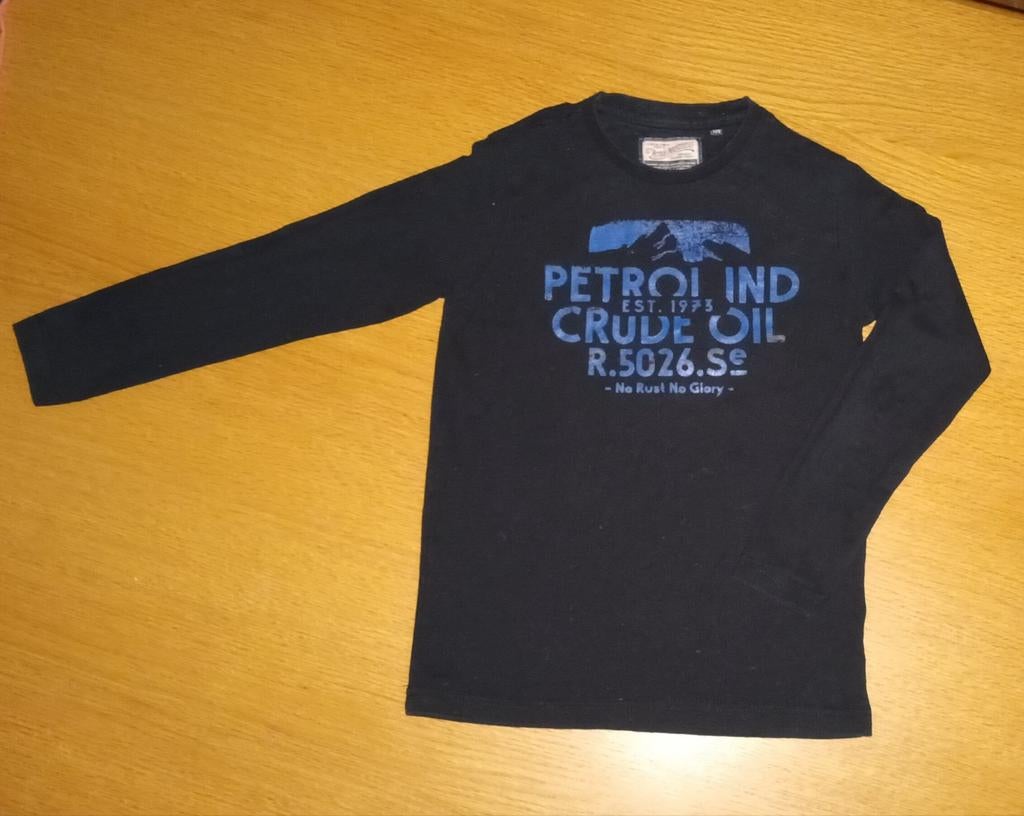 PETROL IND
EST. 1973
CRUDE OIL
R.5026.Se
- No Rust No Glory -